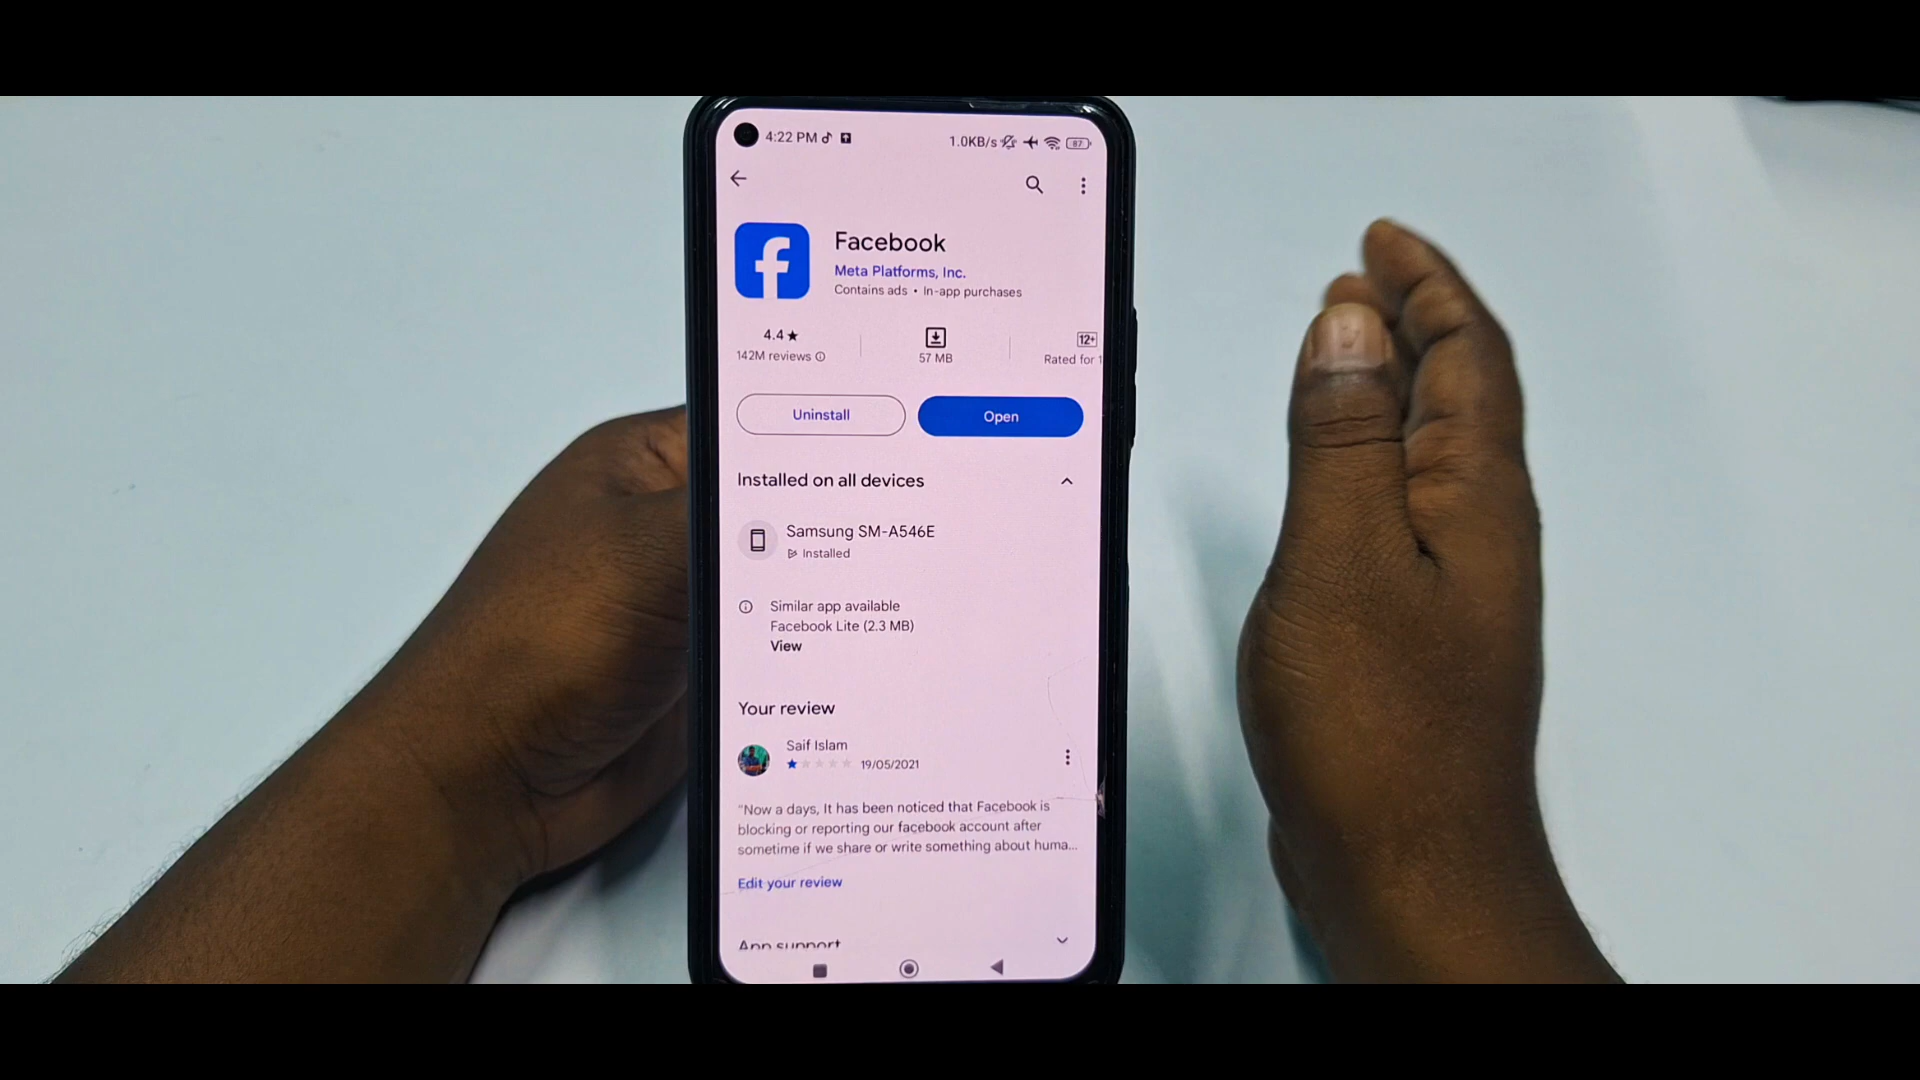 4:22 PM 1.0KB/s 87
Facebook
Meta Platforms, Inc.
Contains ads • In-app purchases
4.4★ 12+
142M reviews 57 MB Rated for 1
Uninstall Open
Installed on all devices
Samsung SM-A546E
Installed
Similar app available
Facebook Lite (2.3 MB)
View
Your review
Saif Islam
19/05/2021
"Now a days, It has been noticed that Facebook is
blocking or reporting our facebook account after
sometime if we share or write something about huma...
Edit your review
App support